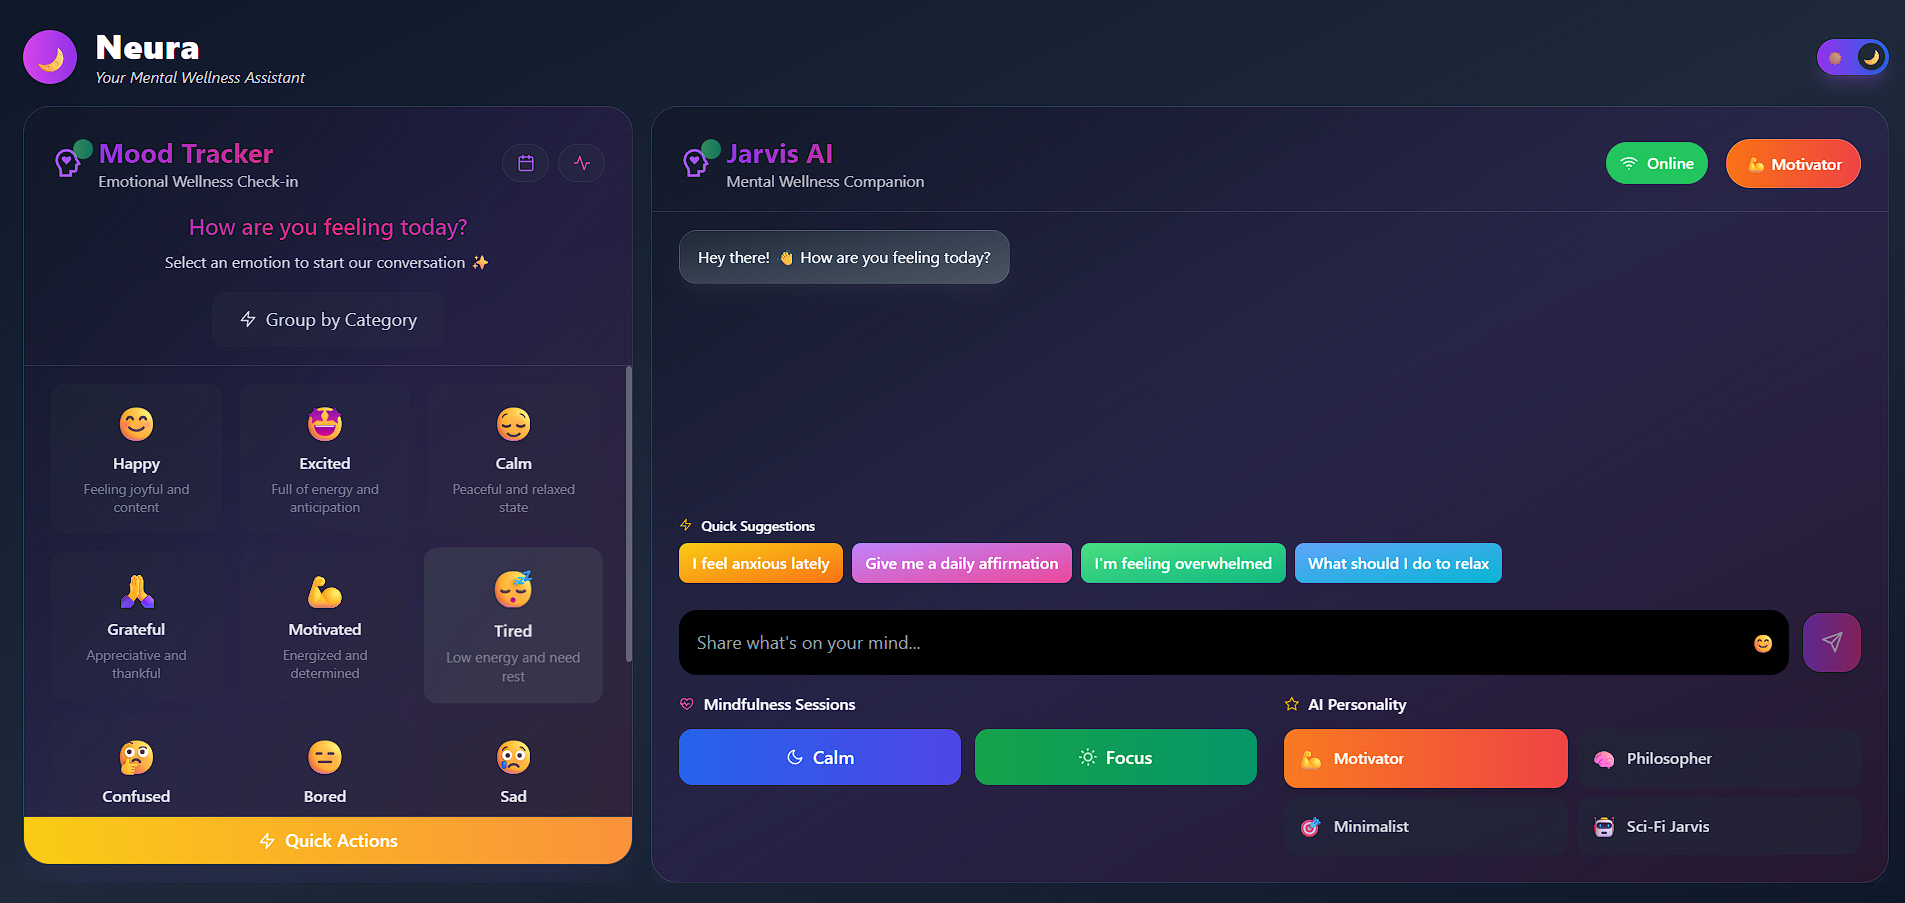 Neura
Your Mental Wellness Assistant
Mood Tracker
Emotional Wellness Check-in
How are you feeling today?
Select an emotion to start our conversation ✨
Group by Category
Happy
Feeling joyful and
content
Excited
Full of energy and
anticipation
Calm
Peaceful and relaxed
state
Grateful
Appreciative and
thankful
Motivated
Energized and
determined
Tired
Low energy and need
rest
Confused
Bored
Sad
Quick Actions
Jarvis AI
Mental Wellness Companion
Online
💪 Motivator
Hey there! 👋 How are you feeling today?
Quick Suggestions
I feel anxious lately
Give me a daily affirmation
I'm feeling overwhelmed
What should I do to relax
Share what's on your mind...
Mindfulness Sessions
Calm
Focus
AI Personality
💪 Motivator
🧠 Philosopher
🎯 Minimalist
🤖 Sci-Fi Jarvis